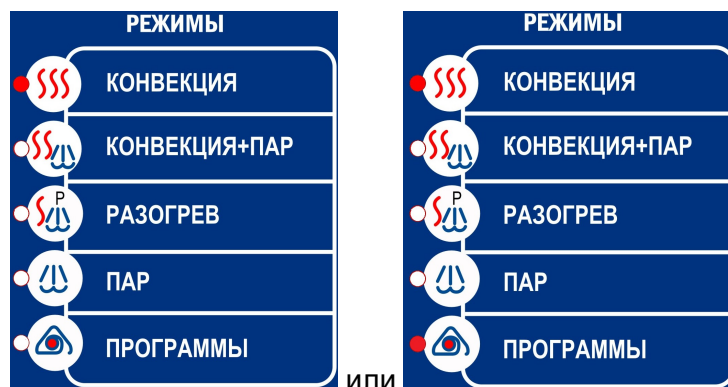 РЕЖИМЫ
КОНВЕКЦИЯ
КОНВЕКЦИЯ+ПАР
P
РАЗОГРЕВ
ПАР
ПРОГРАММЫ
или
РЕЖИМЫ
КОНВЕКЦИЯ
КОНВЕКЦИЯ+ПАР
P
РАЗОГРЕВ
ПАР
ПРОГРАММЫ